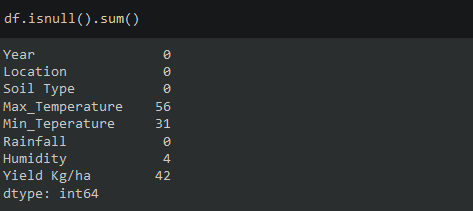 df.isnull().sum()
Year 0
Location 0
Soil Type 0
Max_Temperature 56
Min_Teperature 31
Rainfall 0
Humidity 4
Yield Kg/ha 42
dtype: int64